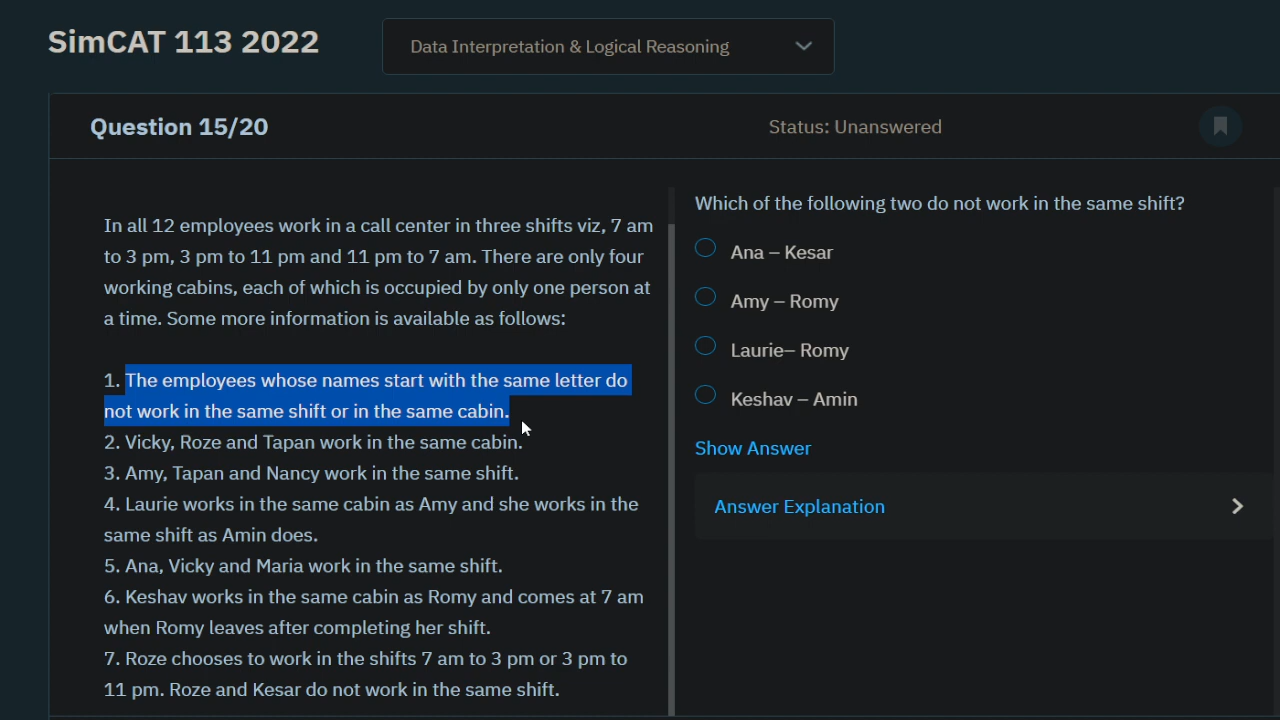 SimCAT 113 2022
Data Interpretation & Logical Reasoning
Question 15/20
Status: Unanswered
In all 12 employees work in a call center in three shifts viz, 7 am
to 3 pm, 3 pm to 11 pm and 11 pm to 7 am. There are only four
working cabins, each of which is occupied by only one person at
a time. Some more information is available as follows:
1. The employees whose names start with the same letter do
not work in the same shift or in the same cabin.
2. Vicky, Roze and Tapan work in the same cabin.
3. Amy, Tapan and Nancy work in the same shift.
4. Laurie works in the same cabin as Amy and she works in the
same shift as Amin does.
5. Ana, Vicky and Maria work in the same shift.
6. Keshav works in the same cabin as Romy and comes at 7 am
when Romy leaves after completing her shift.
7. Roze chooses to work in the shifts 7 am to 3 pm or 3 pm to
11 pm. Roze and Kesar do not work in the same shift.
Which of the following two do not work in the same shift?
Ana – Kesar
Amy – Romy
Laurie– Romy
Keshav – Amin
Show Answer
Answer Explanation